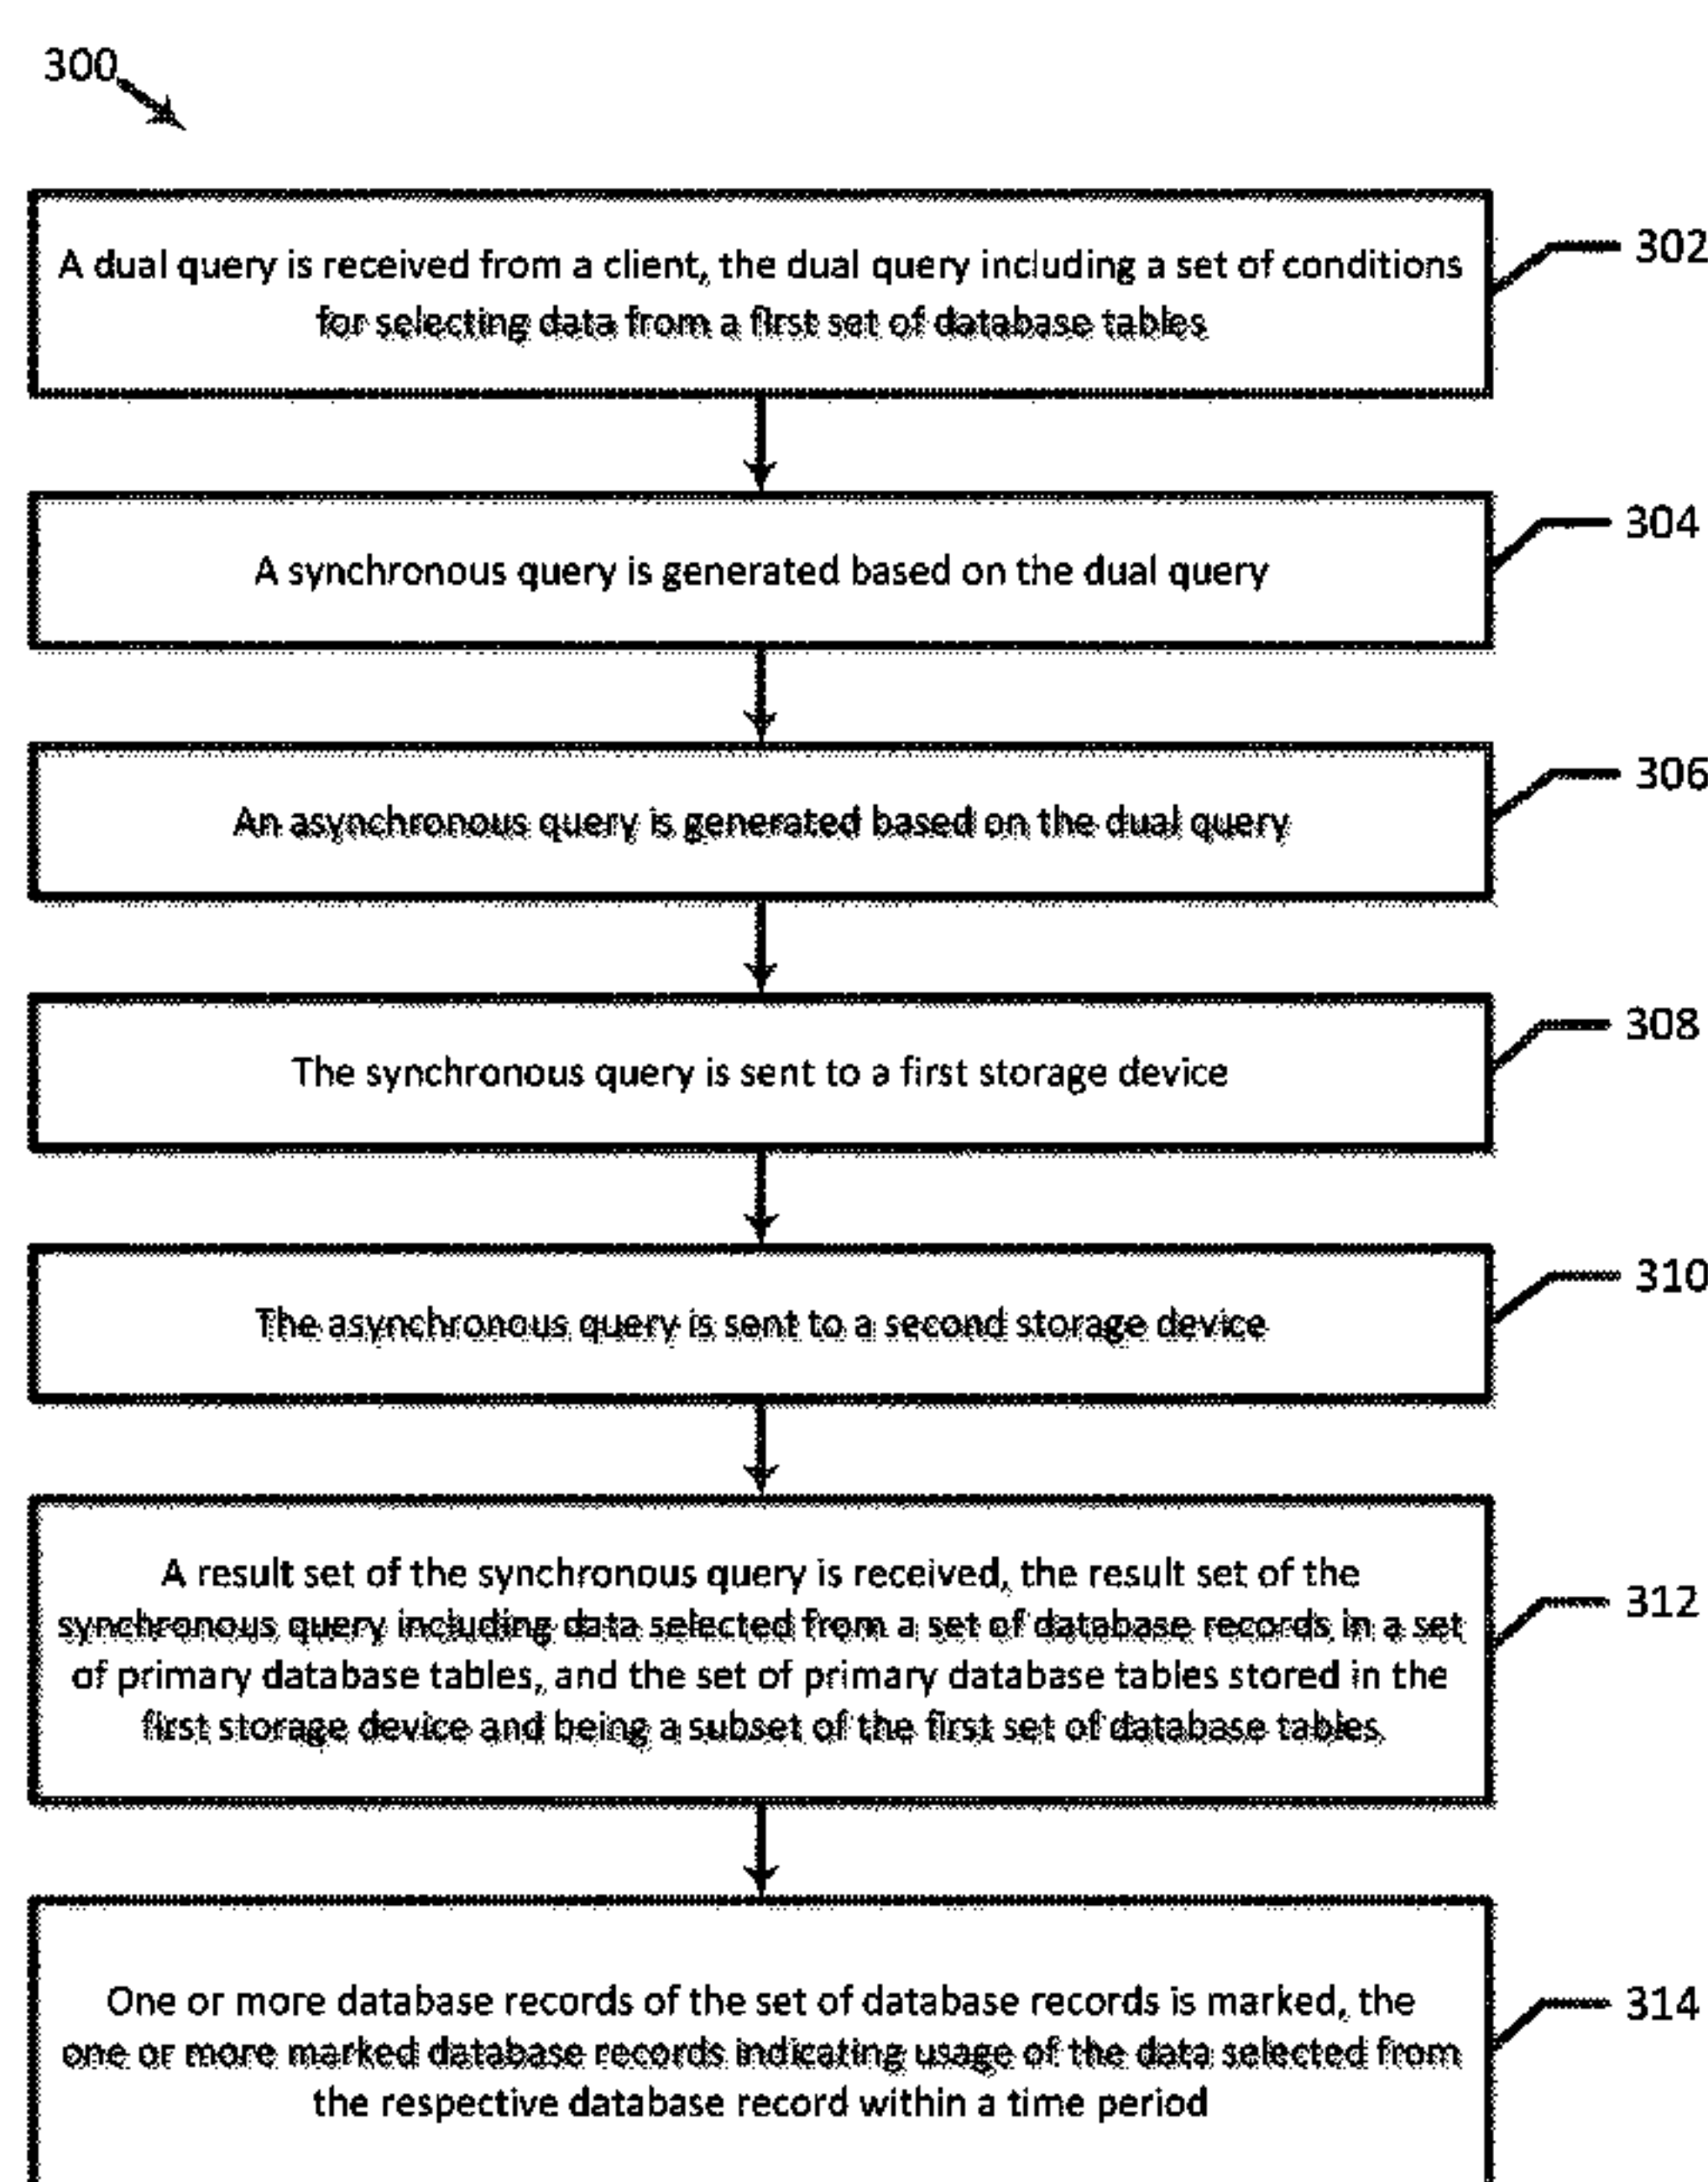 300
A dual query is received from a client, the dual query including a set of conditions
for selecting data from a first set of database tables
302
A synchronous query is generated based on the dual query
304
An asynchronous query is generated based on the dual query
306
The synchronous query is sent to a first storage device
308
The asynchronous query is sent to a second storage device
310
A result set of the synchronous query is received, the result set of the
synchronous query including data selected from a set of database records in a set
of primary database tables, and the set of primary database tables stored in the
first storage device and being a subset of the first set of database tables
312
One or more database records of the set of database records is marked, the
one or more marked database records indicating usage of the data selected from
the respective database record within a time period
314